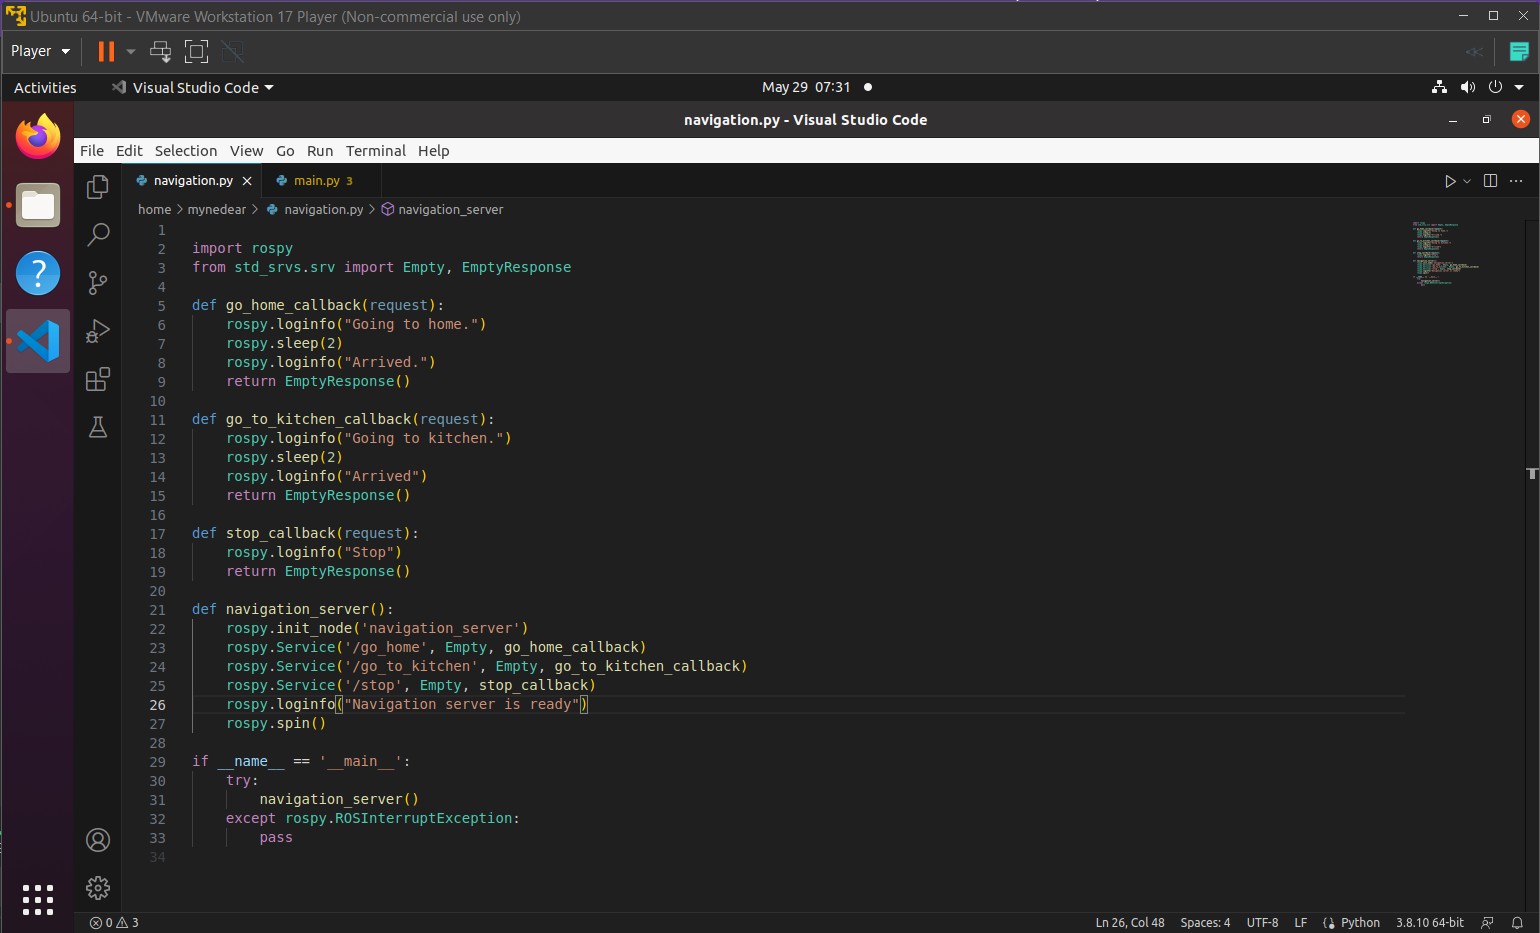 Ubuntu 64-bit - VMware Workstation 17 Player (Non-commercial use only)
Player
Activities
Visual Studio Code
May 29 07:31
navigation.py - Visual Studio Code
File Edit Selection View Go Run Terminal Help
navigation.py
main.py 3
home > mynedear > navigation.py > navigation_server
1
2 import rospy
3 from std_srvs.srv import Empty, EmptyResponse
4
5 def go_home_callback(request):
6     rospy.loginfo("Going to home.")
7     rospy.sleep(2)
8     rospy.loginfo("Arrived.")
9     return EmptyResponse()
10
11 def go_to_kitchen_callback(request):
12     rospy.loginfo("Going to kitchen.")
13     rospy.sleep(2)
14     rospy.loginfo("Arrived")
15     return EmptyResponse()
16
17 def stop_callback(request):
18     rospy.loginfo("Stop")
19     return EmptyResponse()
20
21 def navigation_server():
22     rospy.init_node('navigation_server')
23     rospy.Service('/go_home', Empty, go_home_callback)
24     rospy.Service('/go_to_kitchen', Empty, go_to_kitchen_callback)
25     rospy.Service('/stop', Empty, stop_callback)
26     rospy.loginfo("Navigation server is ready")
27     rospy.spin()
28
29 if __name__ == '__main__':
30     try:
31         navigation_server()
32     except rospy.ROSInterruptException:
33         pass
34
0 3
Ln 26, Col 48 Spaces: 4 UTF-8 LF Python 3.8.10 64-bit